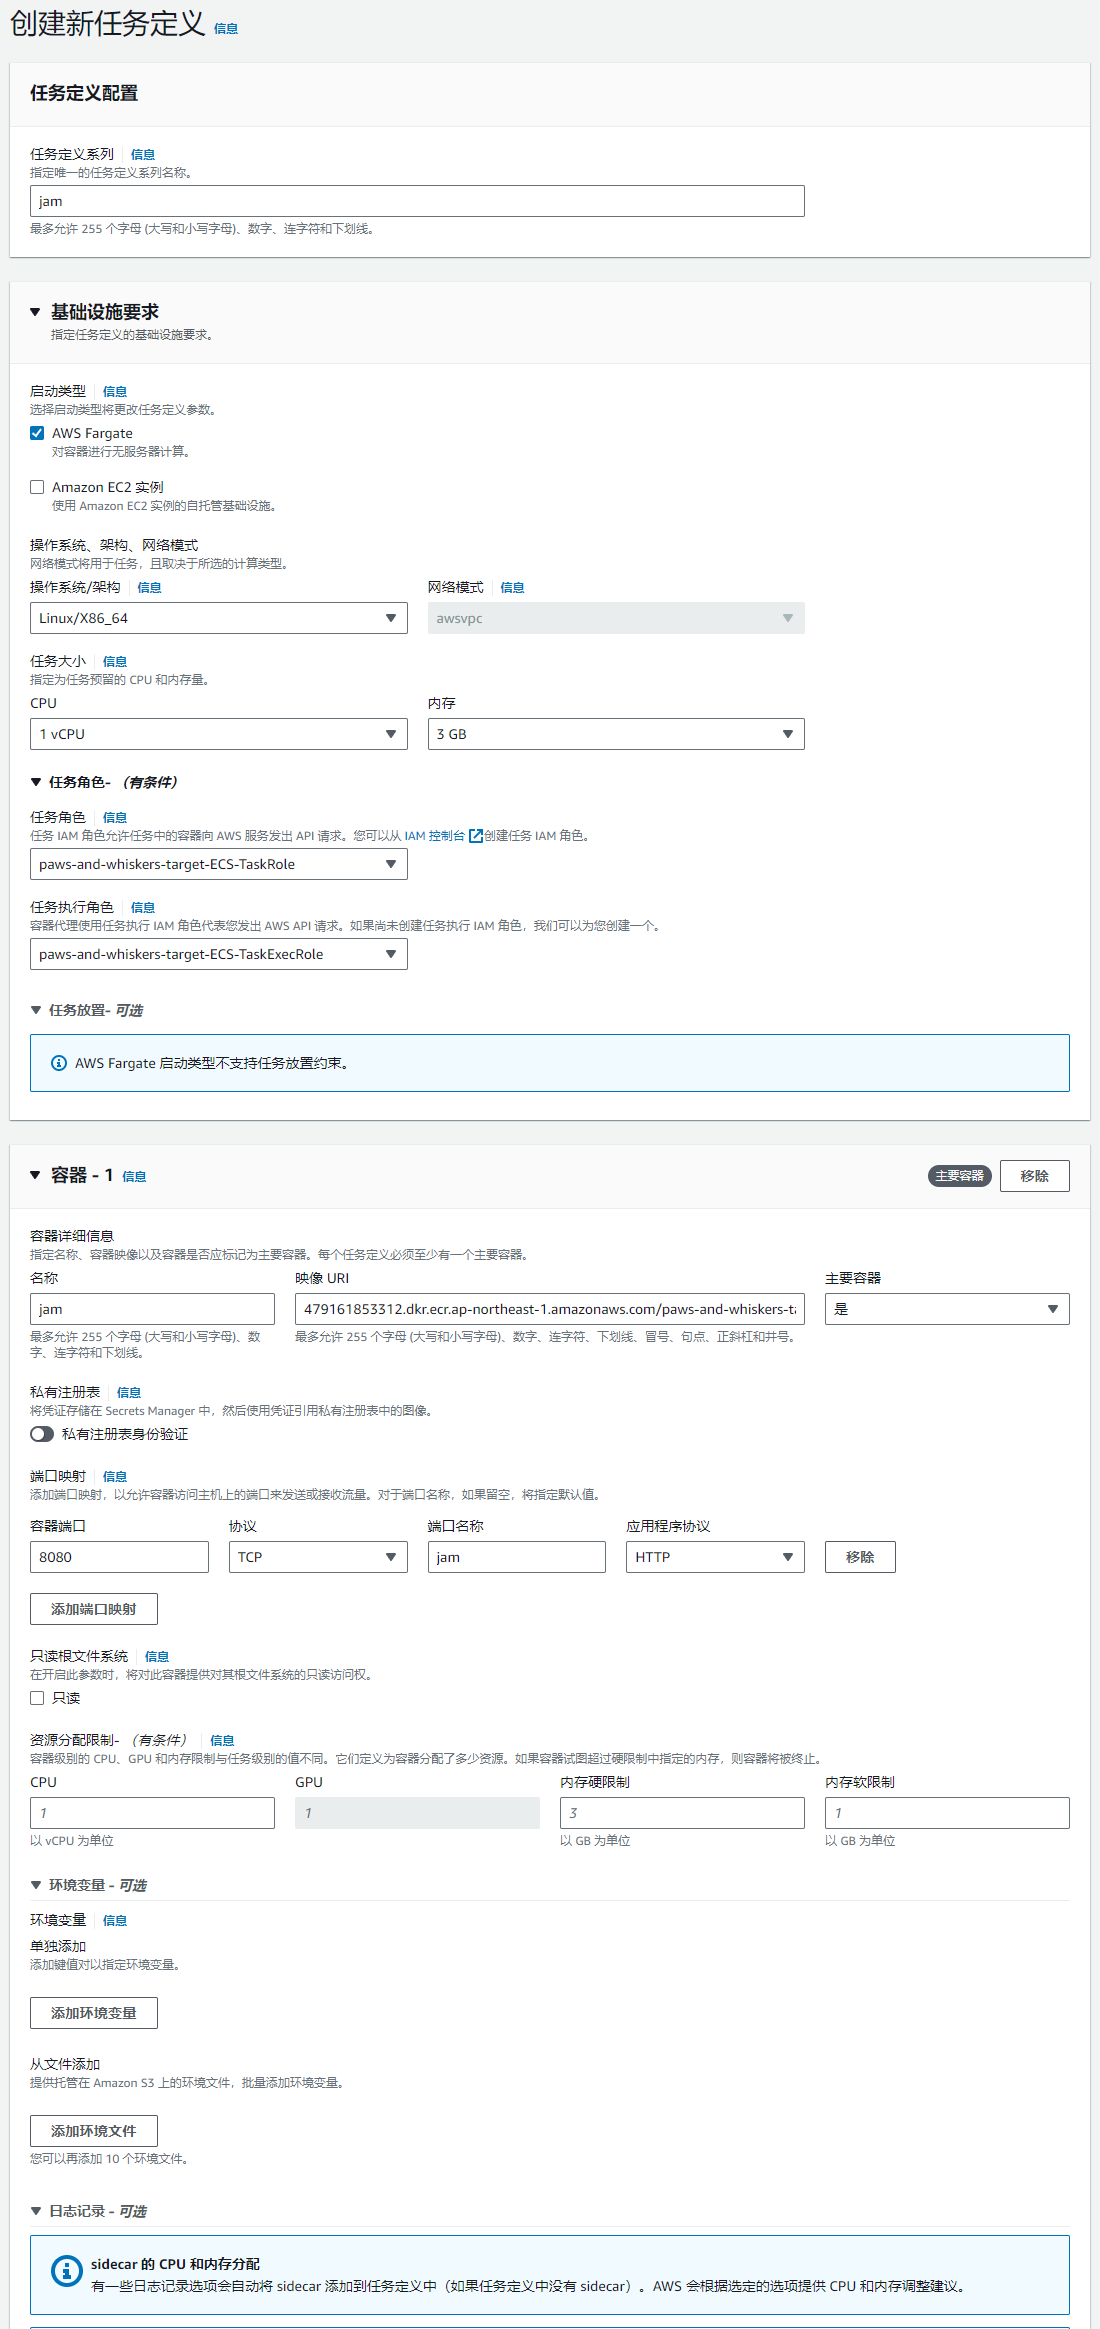 创建新任务定义 信息
任务定义配置
任务定义系列 信息
指定唯一的任务定义系列名称。
jam
最多允许 255 个字母 (大写和小写字母)、数字、连字符和下划线。
基础设施要求
指定任务定义的基础设施要求。
启动类型 信息
选择启动类型将更改任务定义参数。
AWS Fargate
对容器进行无服务器计算。
Amazon EC2 实例
使用 Amazon EC2 实例的自托管基础设施。
操作系统、架构、网络模式
网络模式将用于任务，且取决于所选的计算类型。
操作系统/架构 信息 网络模式 信息
Linux/X86_64 awsvpc
任务大小 信息
指定为任务预留的 CPU 和内存量。
CPU 内存
1 vCPU 3 GB
任务角色- （有条件）
任务角色 信息
任务 IAM 角色允许任务中的容器向 AWS 服务发出 API 请求。您可以从 IAM 控制台 创建任务 IAM 角色。
paws-and-whiskers-target-ECS-TaskRole
任务执行角色 信息
容器代理使用任务执行 IAM 角色代表您发出 AWS API 请求。如果尚未创建任务执行 IAM 角色，我们可以为您创建一个。
paws-and-whiskers-target-ECS-TaskExecRole
任务放置- 可选
AWS Fargate 启动类型不支持任务放置约束。
容器 - 1 信息 主要容器 移除
容器详细信息
指定名称、容器映像以及容器是否应标记为主要容器。每个任务定义必须至少有一个主要容器。
名称 映像 URI 主要容器
jam 479161853312.dkr.ecr.ap-northeast-1.amazonaws.com/paws-and-whiskers-ta 是
最多允许 255 个字母 (大写和小写字母)、数 最多允许 255 个字母 (大写和小写字母)、数字、连字符、下划线、冒号、句点、正斜杠和井号。
字、连字符和下划线。
私有注册表 信息
将凭证存储在 Secrets Manager 中，然后使用凭证引用私有注册表中的图像。
私有注册表身份验证
端口映射 信息
添加端口映射，以允许容器访问主机上的端口来发送或接收流量。对于端口名称，如果留空，将指定默认值。
容器端口 协议 端口名称 应用程序协议
8080 TCP jam HTTP 移除
添加端口映射
只读根文件系统 信息
在开启此参数时，将对此容器提供对其根文件系统的只读访问权。
只读
资源分配限制- （有条件） 信息
容器级别的 CPU、GPU 和内存限制与任务级别的值不同。它们定义为容器分配了多少资源。如果容器试图超过硬限制中指定的内存，则容器将被终止。
CPU GPU 内存硬限制 内存软限制
1 1 3 1
以 vCPU 为单位 以 GB 为单位 以 GB 为单位
环境变量 - 可选
环境变量 信息
单独添加
添加键值对以指定环境变量。
添加环境变量
从文件添加
提供托管在 Amazon S3 上的环境文件，批量添加环境变量。
添加环境文件
您可以再添加 10 个环境文件。
日志记录 - 可选
sidecar 的 CPU 和内存分配
有一些日志记录选项会自动将 sidecar 添加到任务定义中（如果任务定义中没有 sidecar）。AWS 会根据选定的选项提供 CPU 和内存调整建议。